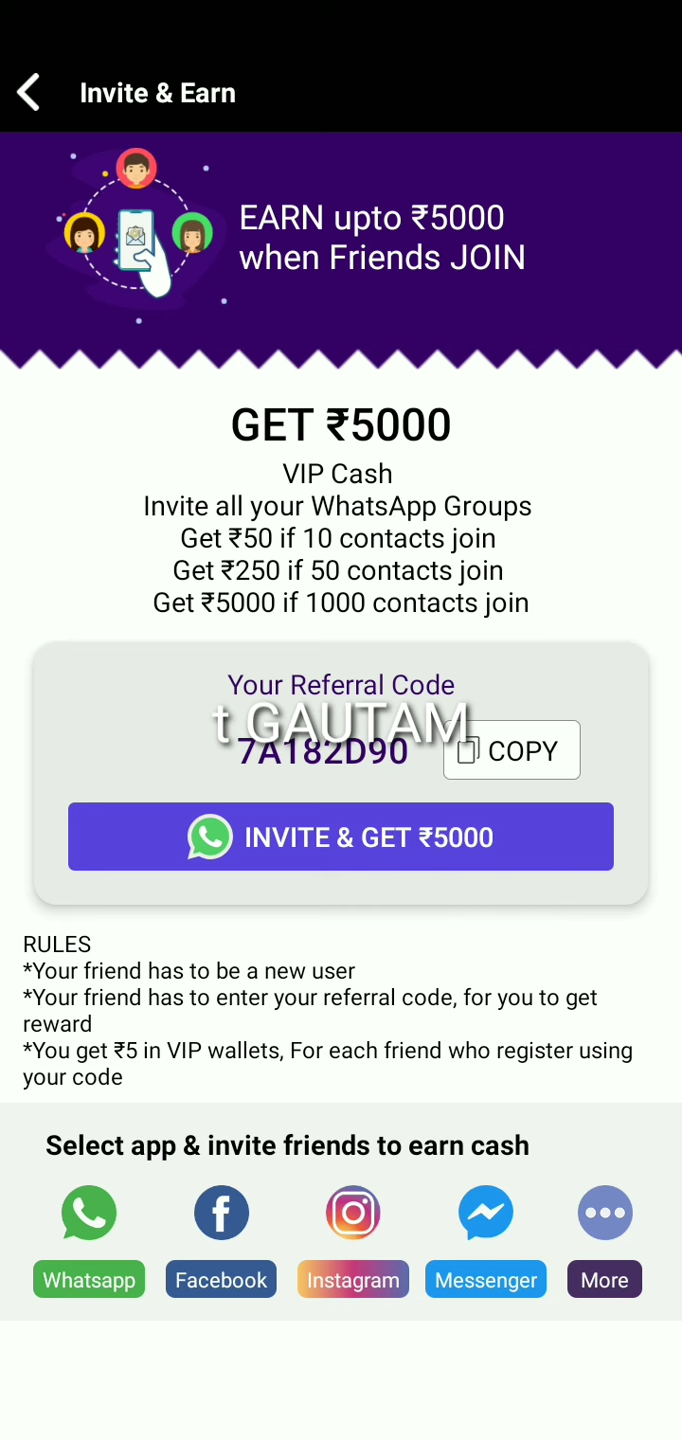 Invite & Earn
EARN upto ₹5000
when Friends JOIN
GET ₹5000
VIP Cash
Invite all your WhatsApp Groups
Get ₹50 if 10 contacts join
Get ₹250 if 50 contacts join
Get ₹5000 if 1000 contacts join
Your Referral Code
t GAUTAM
7A182D90
COPY
INVITE & GET ₹5000
RULES
*Your friend has to be a new user
*Your friend has to enter your referral code, for you to get
reward
*You get ₹5 in VIP wallets, For each friend who register using
your code
Select app & invite friends to earn cash
Whatsapp Facebook Instagram Messenger More